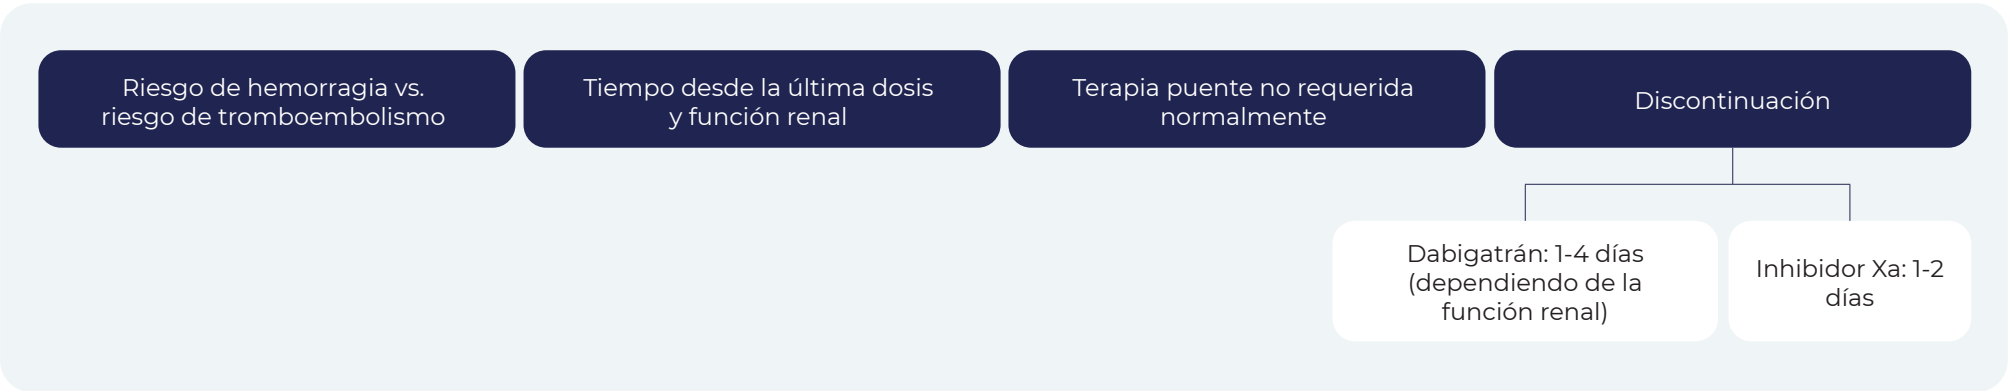 Riesgo de hemorragia vs.
riesgo de tromboembolismo
Tiempo desde la última dosis
y función renal
Terapia puente no requerida
normalmente
Discontinuación
Dabigatrán: 1-4 días
(dependiendo de la
función renal)
Inhibidor Xa: 1-2
días